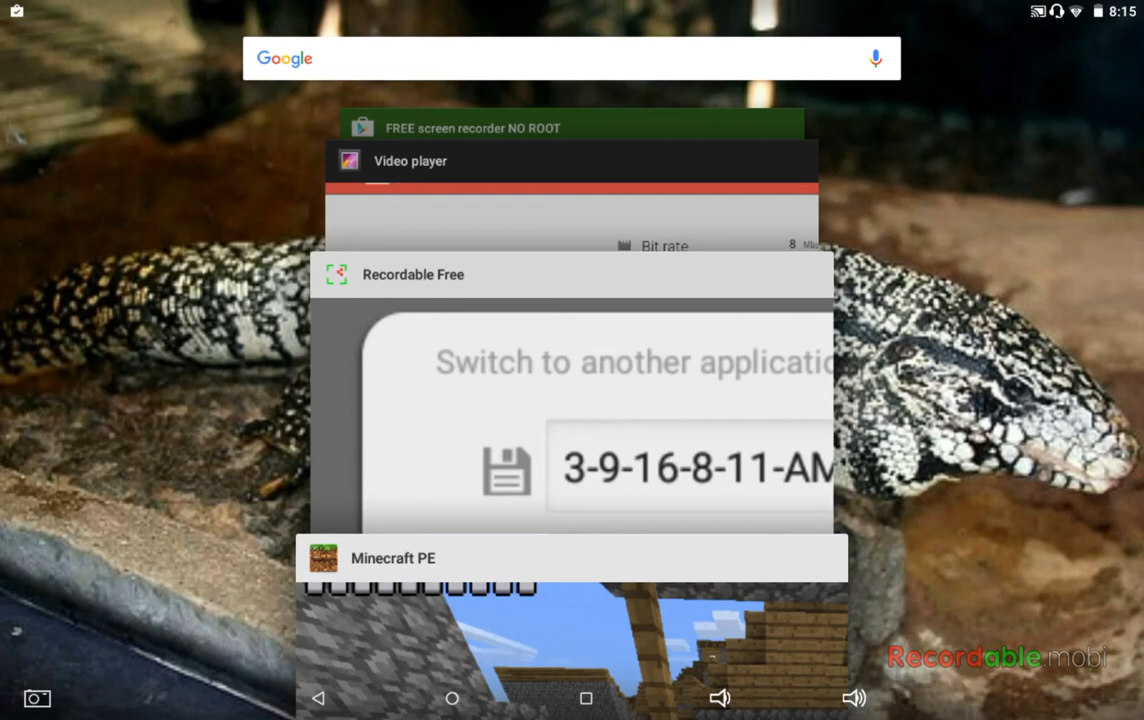 8:15
Google
FREE screen recorder NO ROOT
Video player
Bit rate
8
Recordable Free
Switch to another applicatic
3-9-16-8-11-AM
Minecraft PE
Recordable.mobi